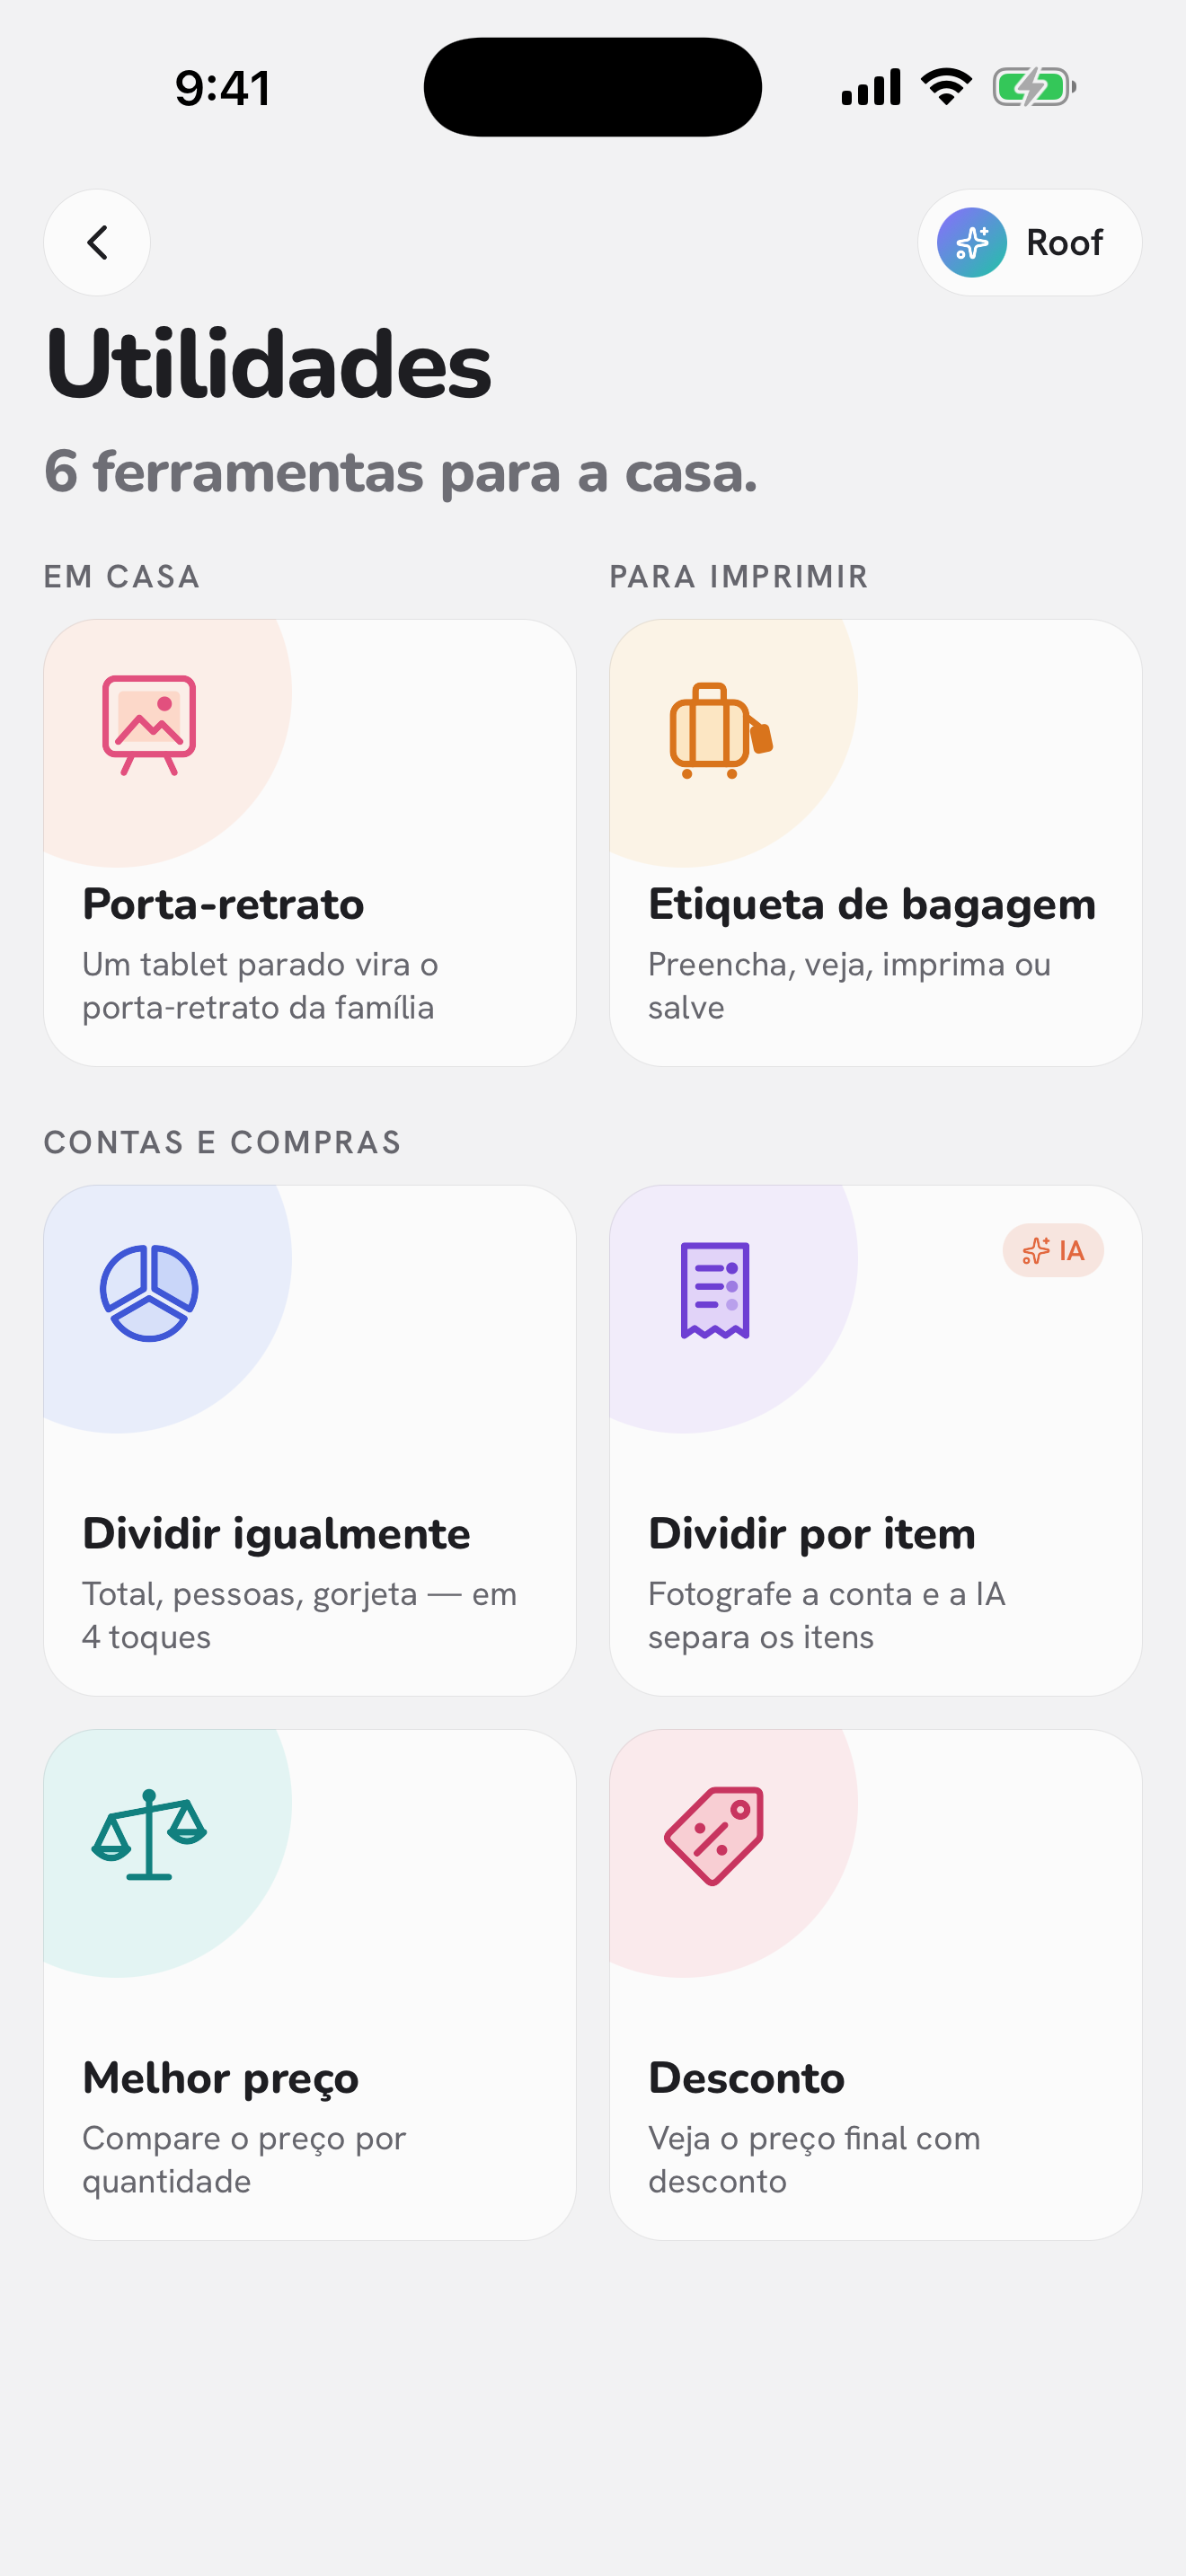 9:41
Roof
Utilidades
6 ferramentas para a casa.
EM CASA
Porta-retrato
Um tablet parado vira o
porta-retrato da família
PARA IMPRIMIR
Etiqueta de bagagem
Preencha, veja, imprima ou
salve
CONTAS E COMPRAS
Dividir igualmente
Total, pessoas, gorjeta — em
4 toques
IA
Dividir por item
Fotografe a conta e a IA
separa os itens
Melhor preço
Compare o preço por
quantidade
Desconto
Veja o preço final com
desconto